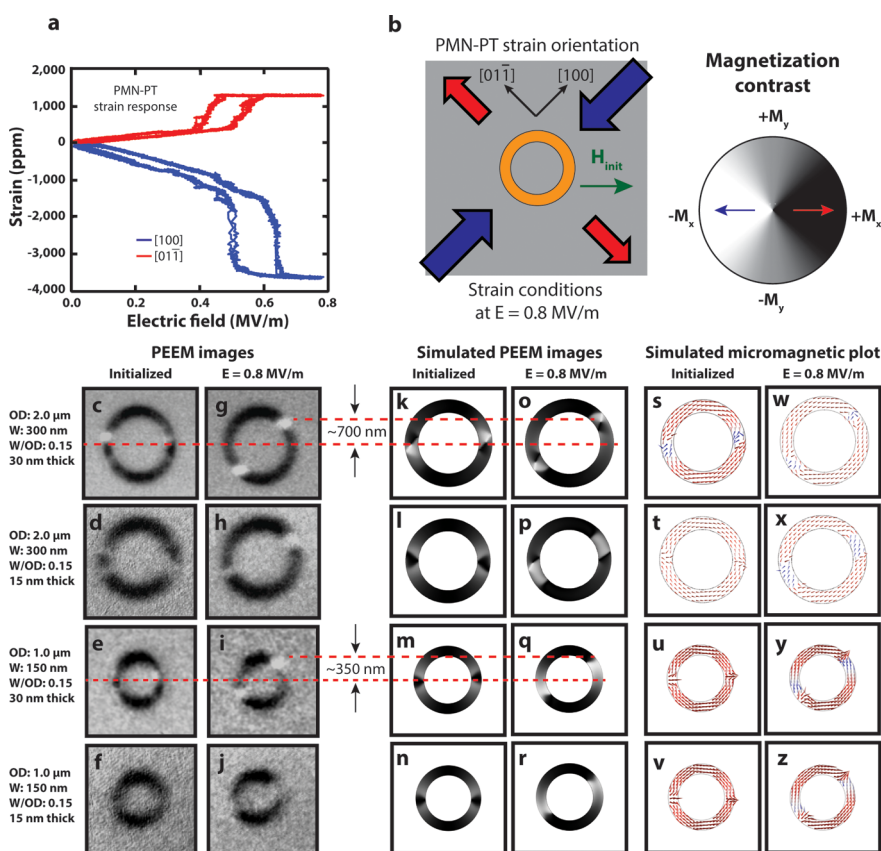 a
PMN-PT
strain response
2,000
1,000
0
-1,000
-2,000
-3,000
-4,000
Strain (ppm)
[100]
[011̄]
0.0
0.2
0.4
0.6
0.8
Electric field (MV/m)
b
PMN-PT strain orientation
[011̄]
[100]
H_init
Strain conditions
at E = 0.8 MV/m
Magnetization
contrast
+M_y
-M_x
+M_x
-M_y
PEEM images
Initialized
E = 0.8 MV/m
Simulated PEEM images
Initialized
E = 0.8 MV/m
Simulated micromagnetic plot
Initialized
E = 0.8 MV/m
OD: 2.0 µm
W: 300 nm
W/OD: 0.15
30 nm thick
c
g
~700 nm
k
o
s
w
OD: 2.0 µm
W: 300 nm
W/OD: 0.15
15 nm thick
d
h
l
p
t
x
OD: 1.0 µm
W: 150 nm
W/OD: 0.15
30 nm thick
e
i
~350 nm
m
q
u
y
OD: 1.0 µm
W: 150 nm
W/OD: 0.15
15 nm thick
f
j
n
r
v
z